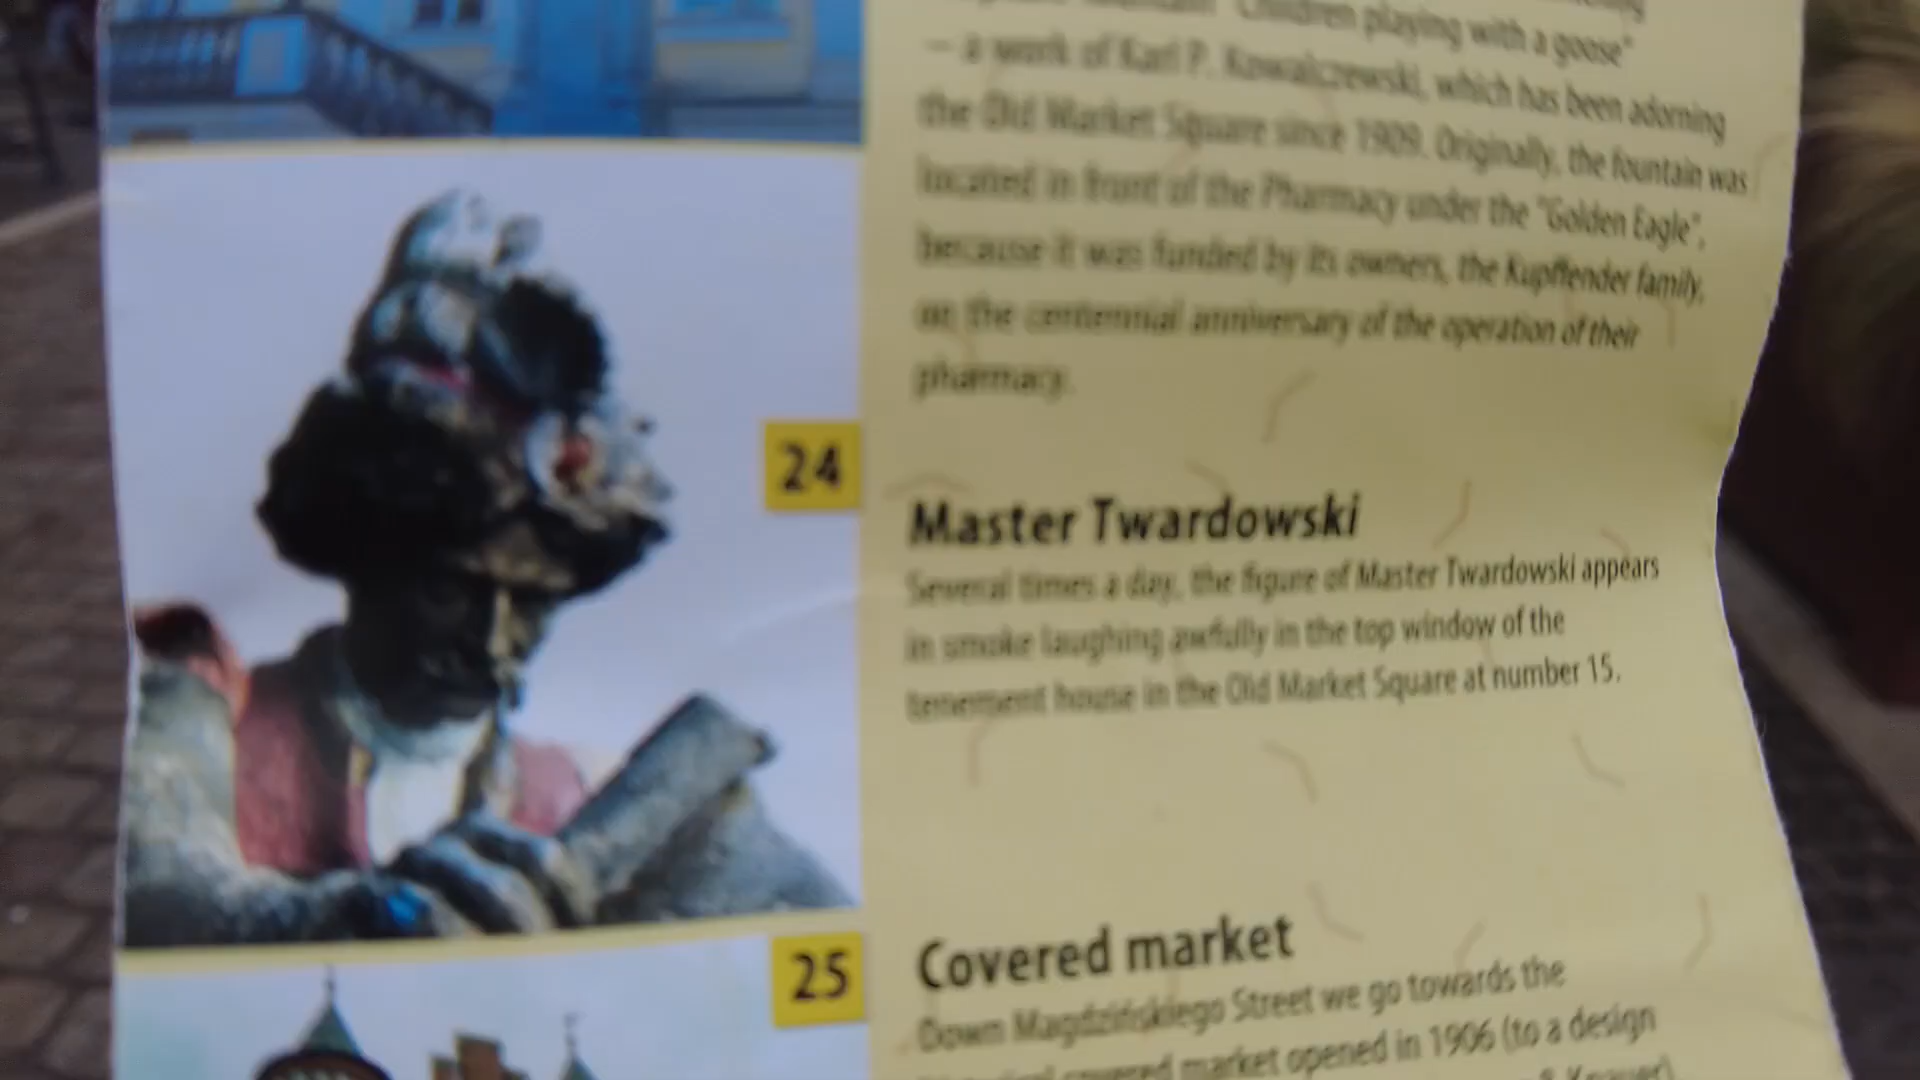 fountain "Children playing with a goose"
– a work of Karl P. Kowalczewski, which has been adorning
the Old Market Square since 1909. Originally, the fountain was
located in front of the Pharmacy under the "Golden Eagle",
because it was funded by its owners, the Kupffender family,
on the centennial anniversary of the operation of their
pharmacy.
24
Master Twardowski
Several times a day, the figure of Master Twardowski appears
in smoke laughing awfully in the top window of the
tenement house in the Old Market Square at number 15.
25
Covered market
Down Magdzińskiego Street we go towards the
covered market opened in 1906 (to a design